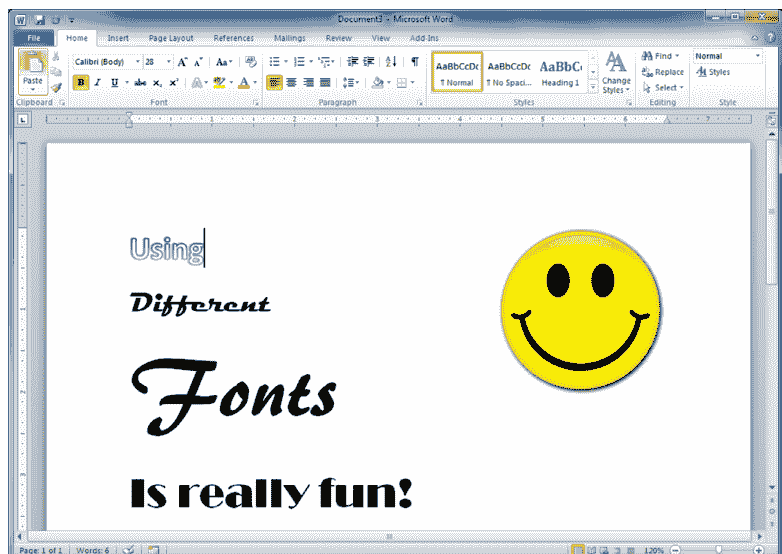 Document3 - Microsoft Word
File Home Insert Page Layout References Mailings Review View Add-Ins
Calibri (Body) 28 Find Normal
Paste Replace Styles
AaBbCcDc AaBbCcDc AaBbCc
Normal No Spaci... Heading 1
Change Styles
Select
Clipboard Font Paragraph Styles Editing Style
Using
Different
Fonts
Is really fun!
Page: 1 of 1 Words: 6 120%